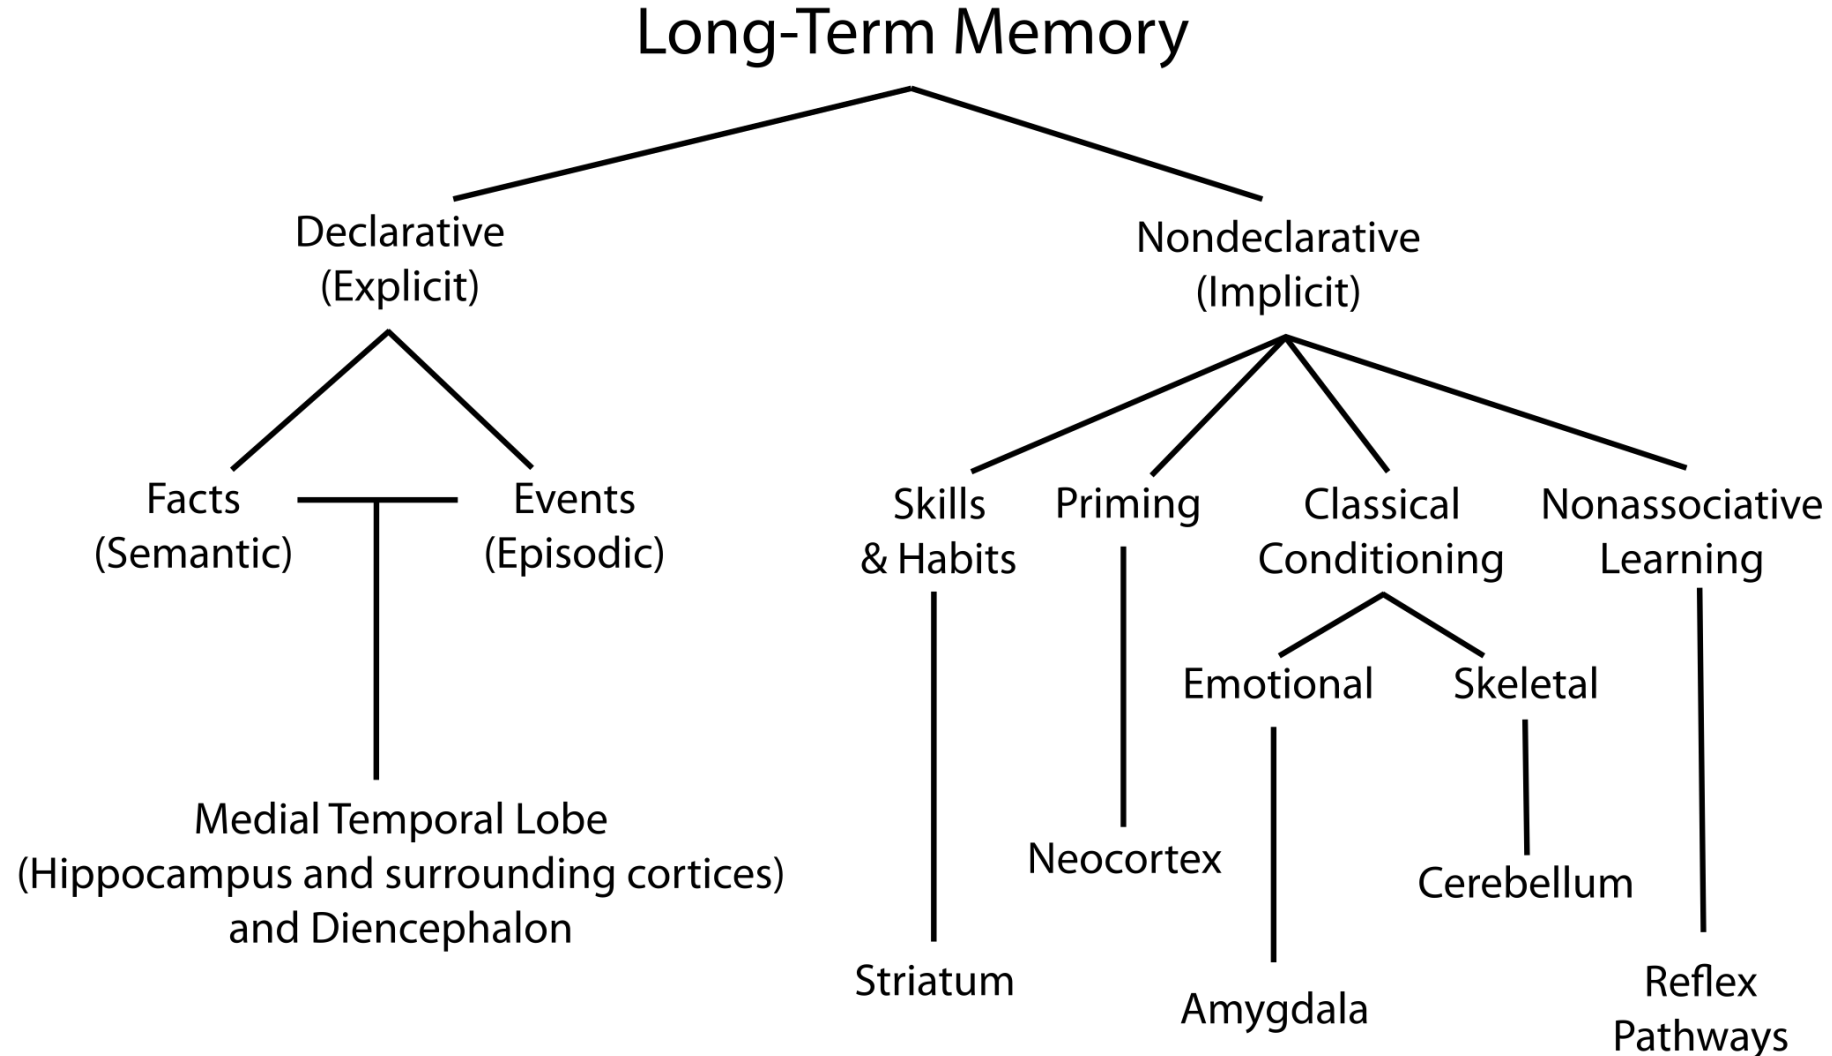 Long-Term Memory
Declarative
(Explicit)
Nondeclarative
(Implicit)
Facts
(Semantic)
Events
(Episodic)
Skills
& Habits
Priming
Classical
Conditioning
Nonassociative
Learning
Emotional
Skeletal
Medial Temporal Lobe
(Hippocampus and surrounding cortices)
and Diencephalon
Neocortex
Cerebellum
Striatum
Amygdala
Reflex
Pathways